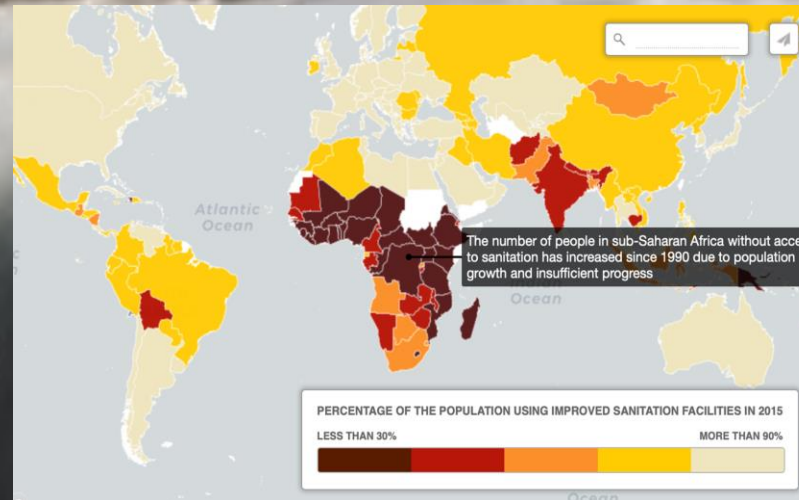 Atlantic
Ocean
The number of people in sub-Saharan Africa without acce
to sanitation has increased since 1990 due to population
growth and insufficient progress
Indian
Ocean
PERCENTAGE OF THE POPULATION USING IMPROVED SANITATION FACILITIES IN 2015
LESS THAN 30%
MORE THAN 90%
Ocean